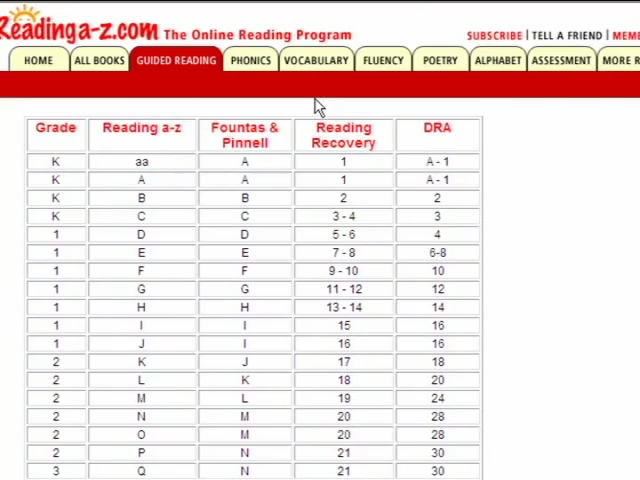 Readinga-z.com The Online Reading Program
SUBSCRIBE | TELL A FRIEND |
HOME ALL BOOKS GUIDED READING PHONICS VOCABULARY FLUENCY POETRY ALPHABET ASSESSMENT MORE
Grade Reading a-z Fountas & Pinnell Reading Recovery DRA
K aa A 1 A - 1
K A A 1 A - 1
K B B 2 2
K C C 3 - 4 3
1 D D 5 - 6 4
1 E E 7 - 8 6-8
1 F F 9 - 10 10
1 G G 11 - 12 12
1 H H 13 - 14 14
1 I I 15 16
1 J I 16 16
2 K J 17 18
2 L K 18 20
2 M L 19 24
2 N M 20 28
2 O M 20 28
2 P N 21 30
3 Q N 21 30